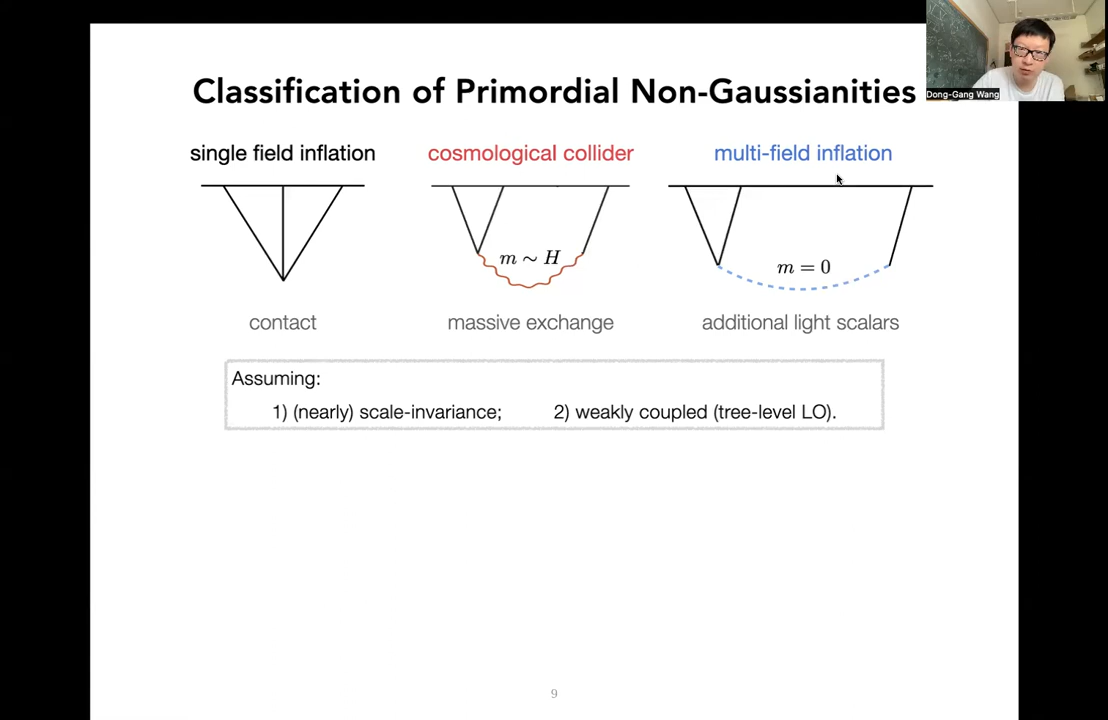 Classification of Primordial Non-Gaussianities
Dong-Gang Wang
single field inflation
cosmological collider
multi-field inflation
m ∼ H
m = 0
contact
massive exchange
additional light scalars
Assuming:
1) (nearly) scale-invariance; 2) weakly coupled (tree-level LO).
9